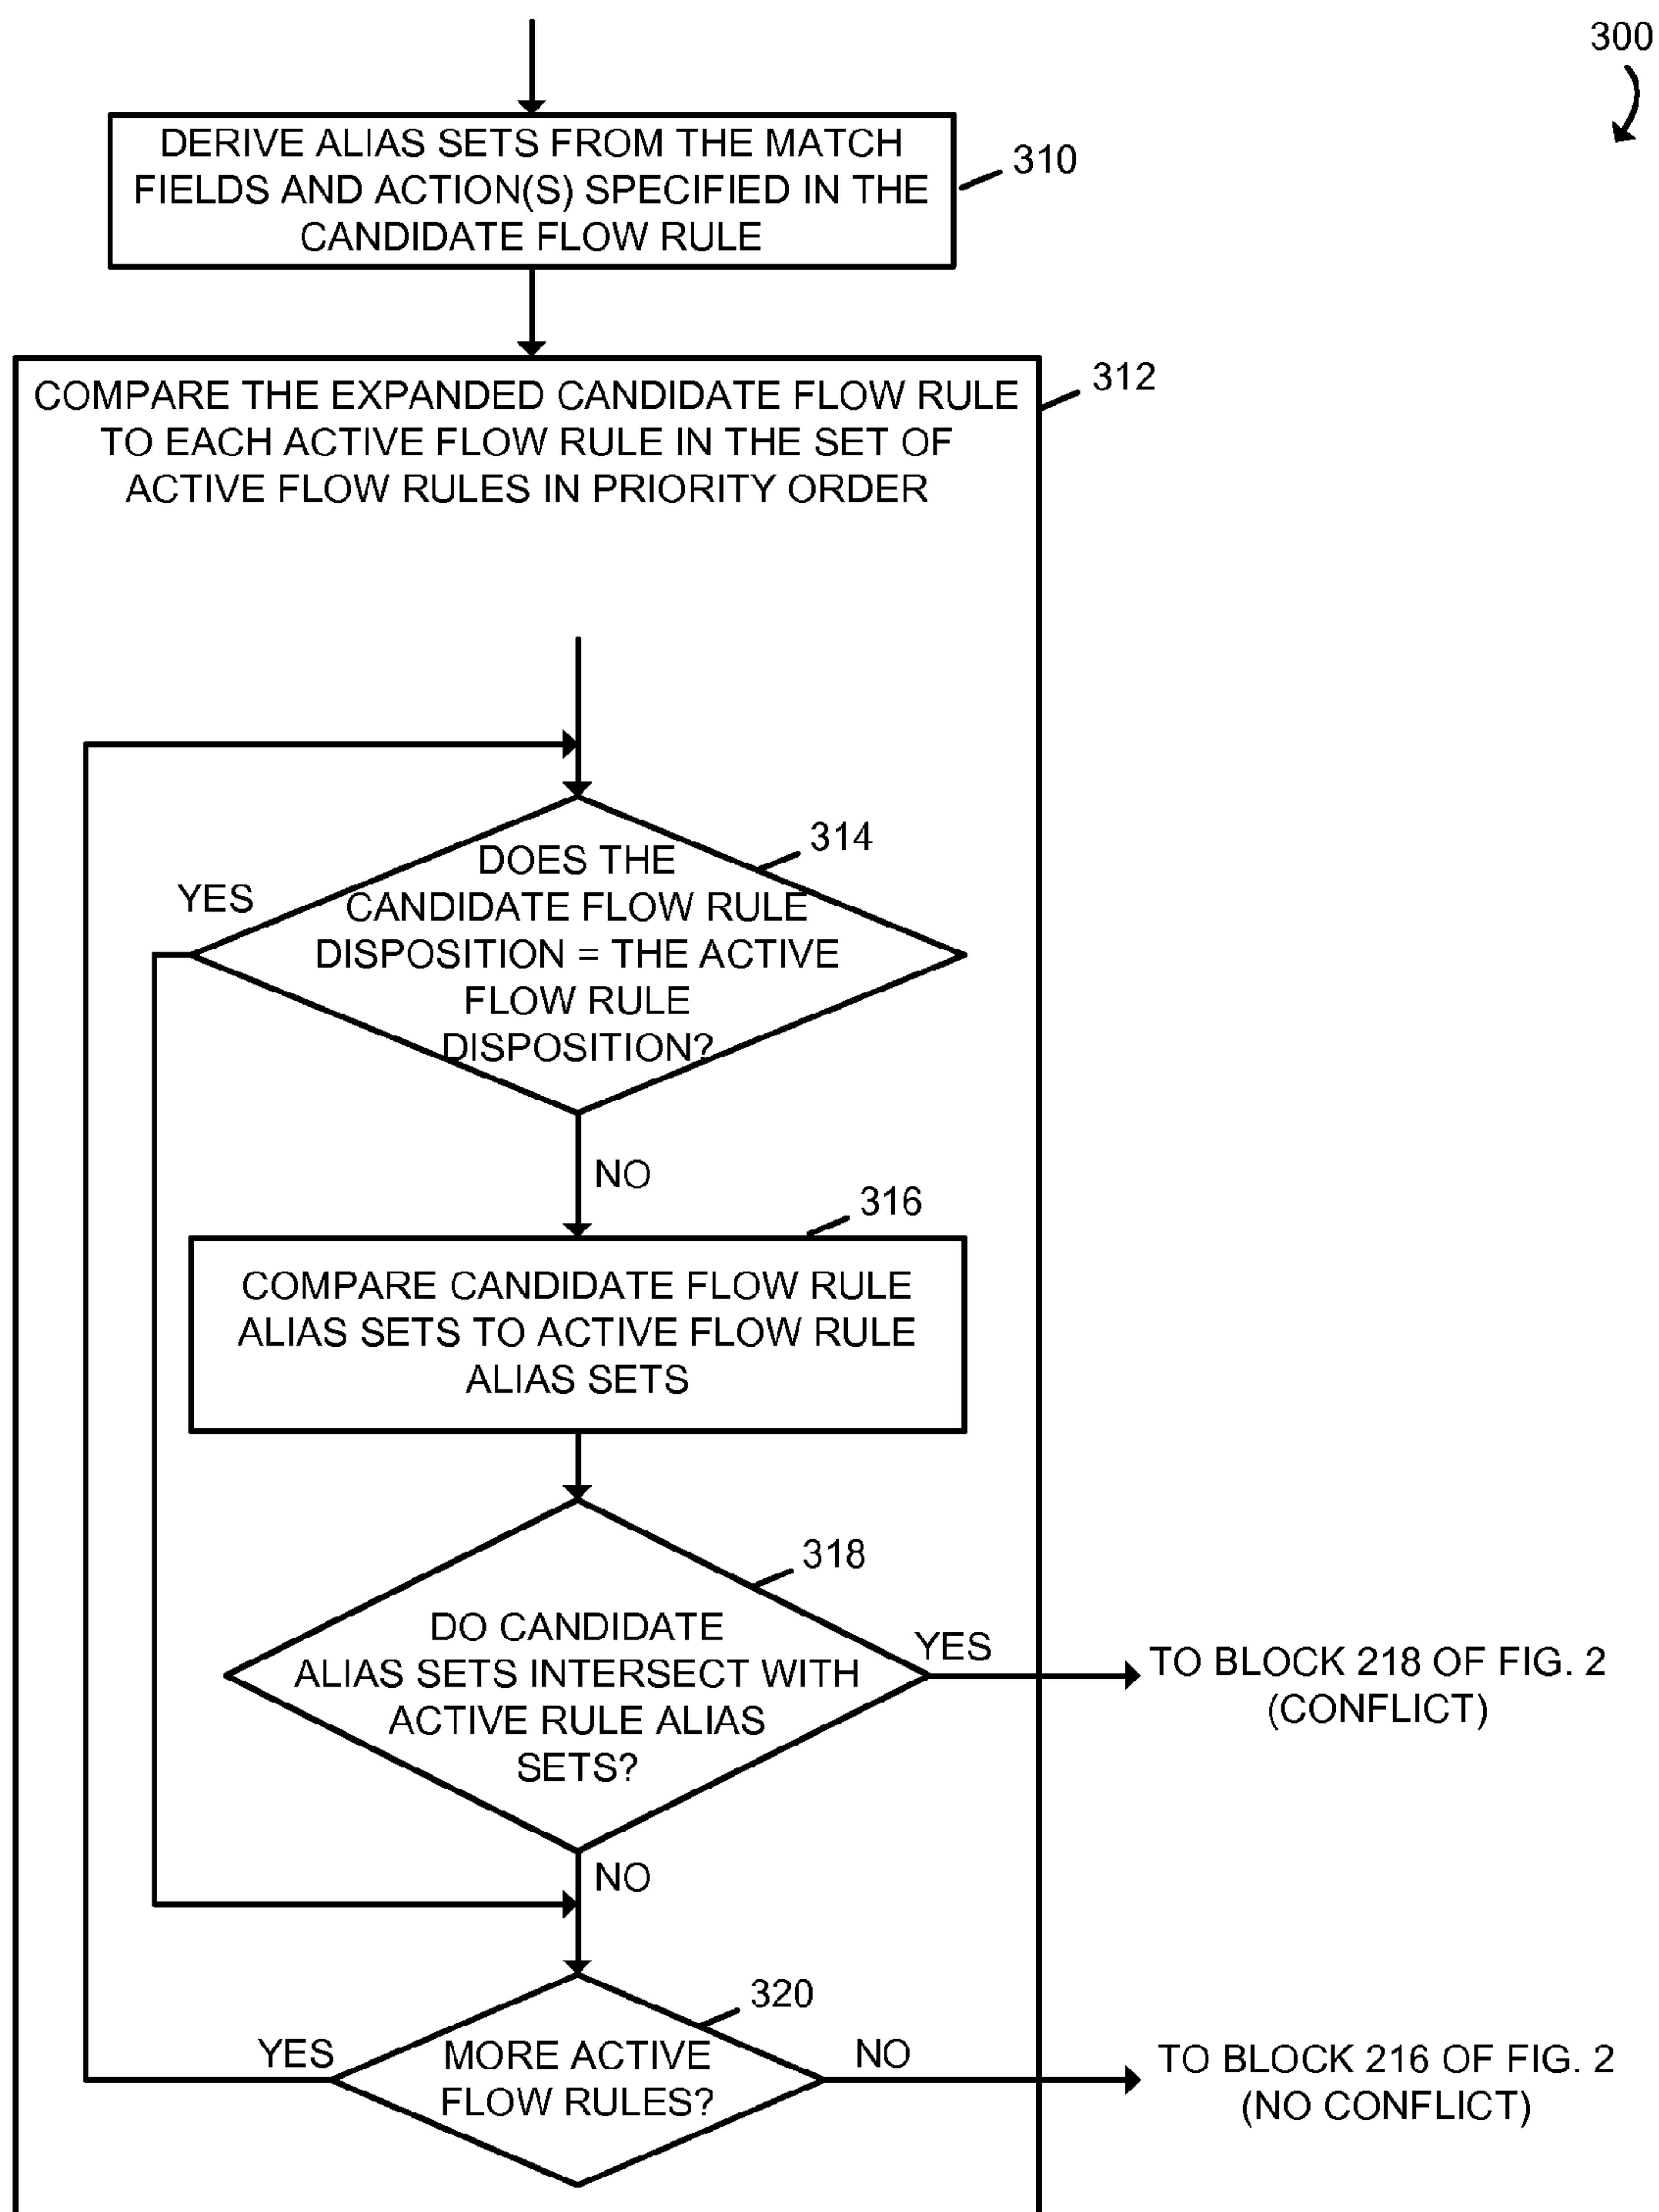 300
DERIVE ALIAS SETS FROM THE MATCH
FIELDS AND ACTION(S) SPECIFIED IN THE
CANDIDATE FLOW RULE
310
COMPARE THE EXPANDED CANDIDATE FLOW RULE
TO EACH ACTIVE FLOW RULE IN THE SET OF
ACTIVE FLOW RULES IN PRIORITY ORDER
312
314
YES
DOES THE
CANDIDATE FLOW RULE
DISPOSITION = THE ACTIVE
FLOW RULE
DISPOSITION?
NO
316
COMPARE CANDIDATE FLOW RULE
ALIAS SETS TO ACTIVE FLOW RULE
ALIAS SETS
318
DO CANDIDATE
ALIAS SETS INTERSECT WITH
ACTIVE RULE ALIAS
SETS?
YES
TO BLOCK 218 OF FIG. 2
(CONFLICT)
NO
320
YES
MORE ACTIVE
FLOW RULES?
NO
TO BLOCK 216 OF FIG. 2
(NO CONFLICT)